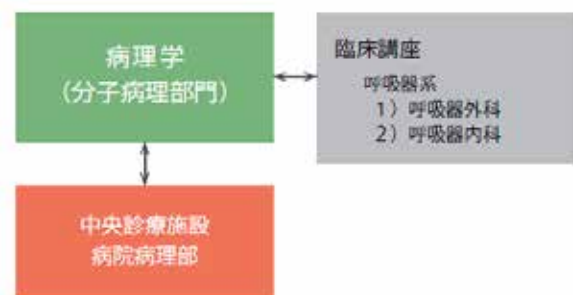 病理学
（分子病理部門）
臨床講座
呼吸器系
1）呼吸器外科
2）呼吸器内科
中央診療施設
病院病理部